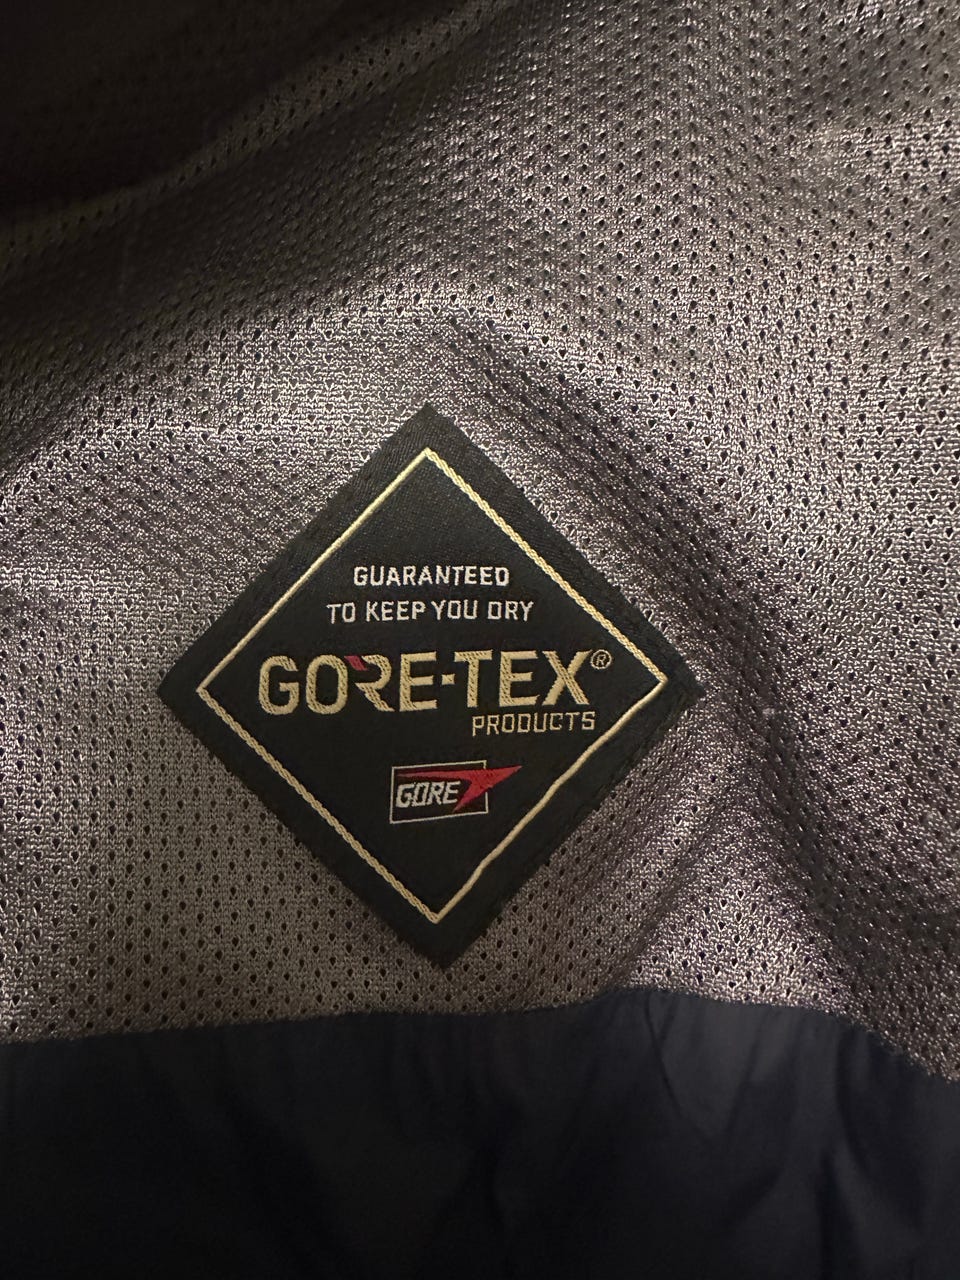 GUARANTEED
TO KEEP YOU DRY
GORE-TEX®
PRODUCTS
GORE